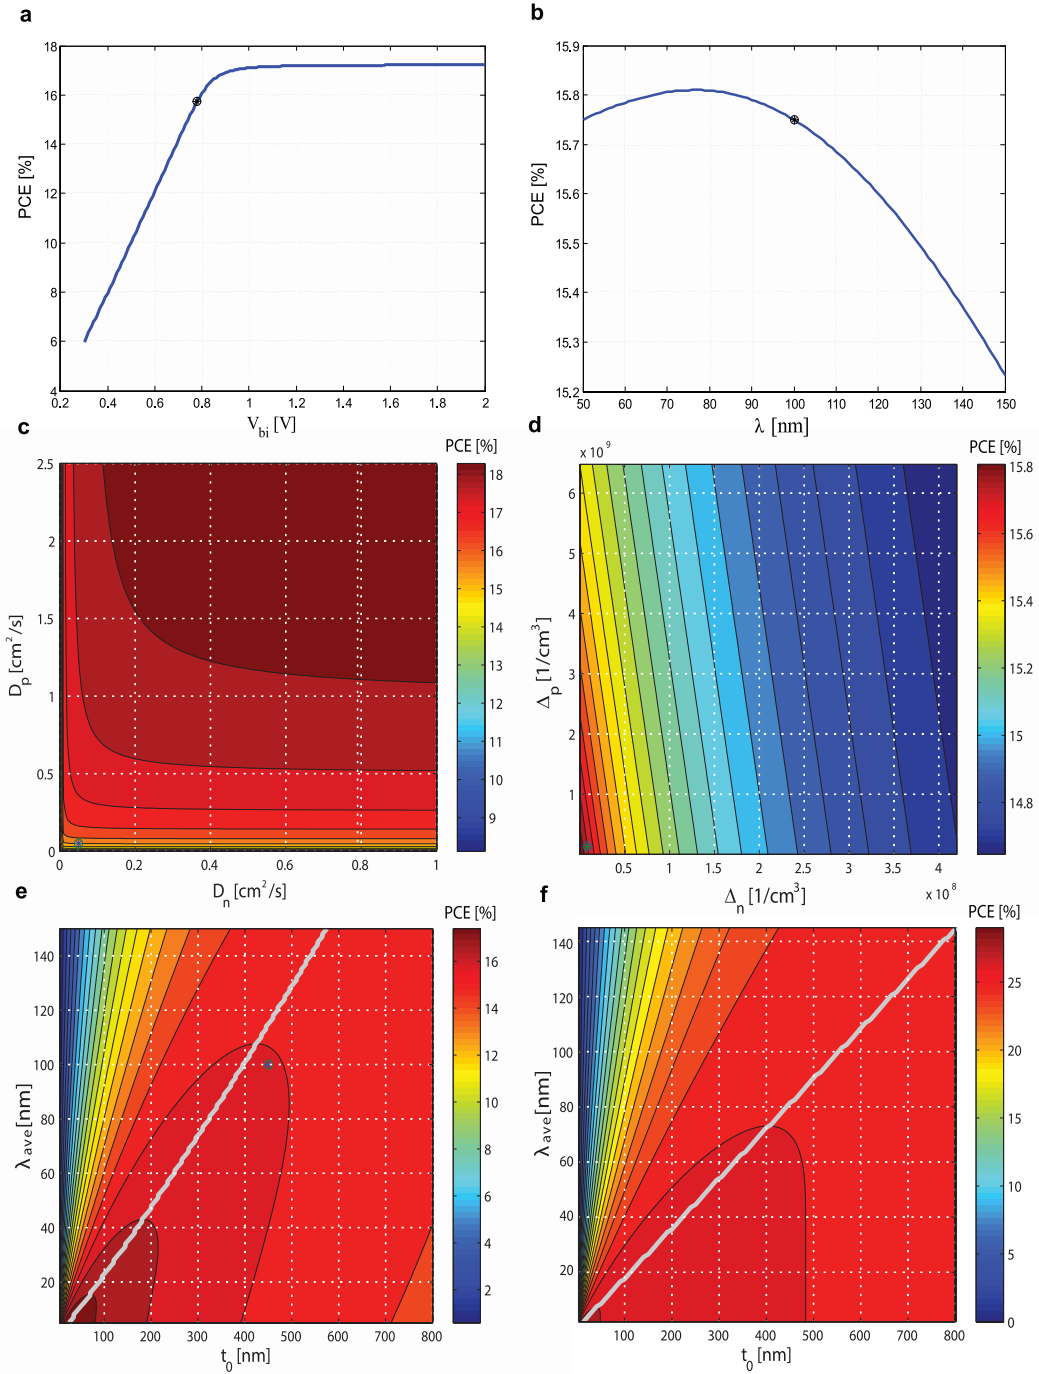 a
18
16
14
12
10
8
6
4
0.2 0.4 0.6 0.8 1 1.2 1.4 1.6 1.8 2
PCE [%]
V_bi [V]
b
15.9
15.8
15.7
15.6
15.5
15.4
15.3
15.2
50 60 70 80 90 100 110 120 130 140 150
PCE [%]
λ [nm]
c
PCE [%]
2.5
2
1.5
1
0.5
0
0 0.2 0.4 0.6 0.8 1
D_p [cm²/s]
D_n [cm²/s]
18
17
16
15
14
13
12
11
10
9
d
x 10⁹
PCE [%]
6
5
4
3
2
1
0.5 1 1.5 2 2.5 3 3.5 4
x 10⁸
Δ_p [1/cm³]
Δ_n [1/cm³]
15.8
15.6
15.4
15.2
15
14.8
e
PCE [%]
140
120
100
80
60
40
20
100 200 300 400 500 600 700 800
λ_ave [nm]
t_0 [nm]
16
14
12
10
8
6
4
2
f
PCE [%]
140
120
100
80
60
40
20
100 200 300 400 500 600 700 800
λ_ave [nm]
t_0 [nm]
25
20
15
10
5
0